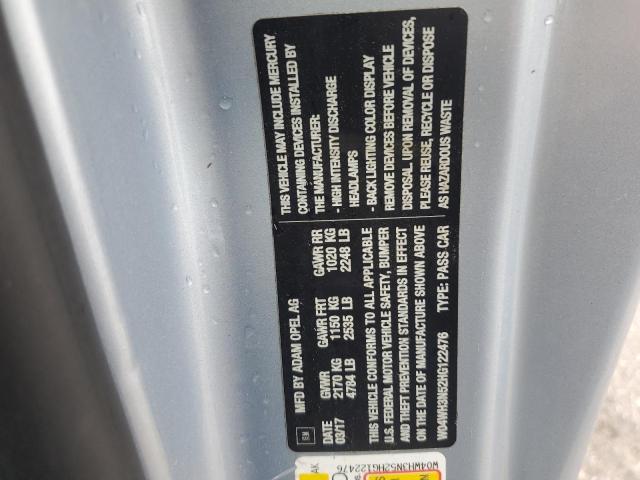 GM
MFD BY ADAM OPEL AG
DATE GVWR GAWR FRT GAWR RR
03/17 2170 KG 1150 KG 1020 KG
4784 LB 2535 LB 2248 LB
THIS VEHICLE CONFORMS TO ALL APPLICABLE
U.S. FEDERAL MOTOR VEHICLE SAFETY, BUMPER
AND THEFT PREVENTION STANDARDS IN EFFECT
ON THE DATE OF MANUFACTURE SHOWN ABOVE
W04WH3N52HG122476 TYPE: PASS CAR
THIS VEHICLE MAY INCLUDE MERCURY
CONTAINING DEVICES INSTALLED BY
THE MANUFACTURER:
- HIGH INTENSITY DISCHARGE
HEADLAMPS
- BACK LIGHTING COLOR DISPLAY
REMOVE DEVICES BEFORE VEHICLE
DISPOSAL. UPON REMOVAL OF DEVICES,
PLEASE REUSE, RECYCLE OR DISPOSE
AS HAZARDOUS WASTE
W04WH3N52HG122476